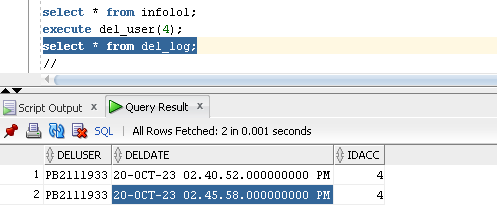 select * from infolol;
execute del_user(4);
select * from del_log;
//
Script Output × Query Result ×
SQL | All Rows Fetched: 2 in 0.001 seconds
DELUSER DELDATE IDACC
1 PB2111933 20-OCT-23 02.40.52.000000000 PM 4
2 PB2111933 20-OCT-23 02.45.58.000000000 PM 4